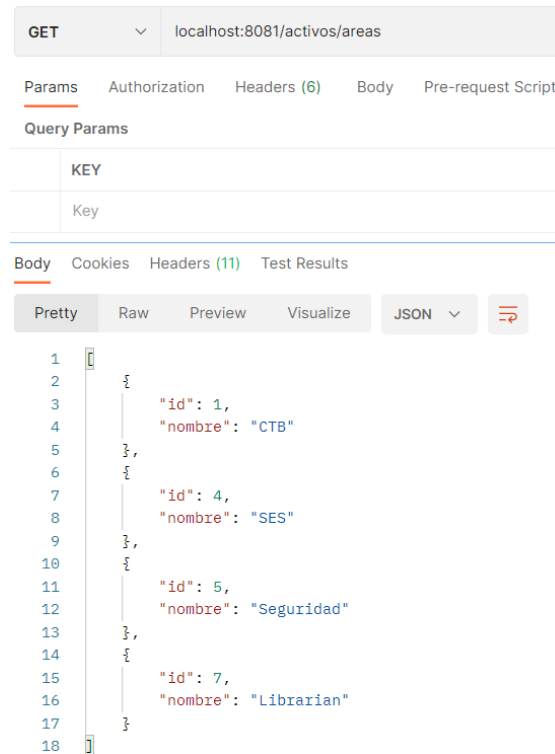 GET localhost:8081/activos/areas
Params Authorization Headers (6) Body Pre-request Script
Query Params
KEY
Key
Body Cookies Headers (11) Test Results
Pretty Raw Preview Visualize JSON
1 [
2 {
3 "id": 1,
4 "nombre": "CTB"
5 },
6 {
7 "id": 4,
8 "nombre": "SES"
9 },
10 {
11 "id": 5,
12 "nombre": "Seguridad"
13 },
14 {
15 "id": 7,
16 "nombre": "Librarian"
17 }
18 ]